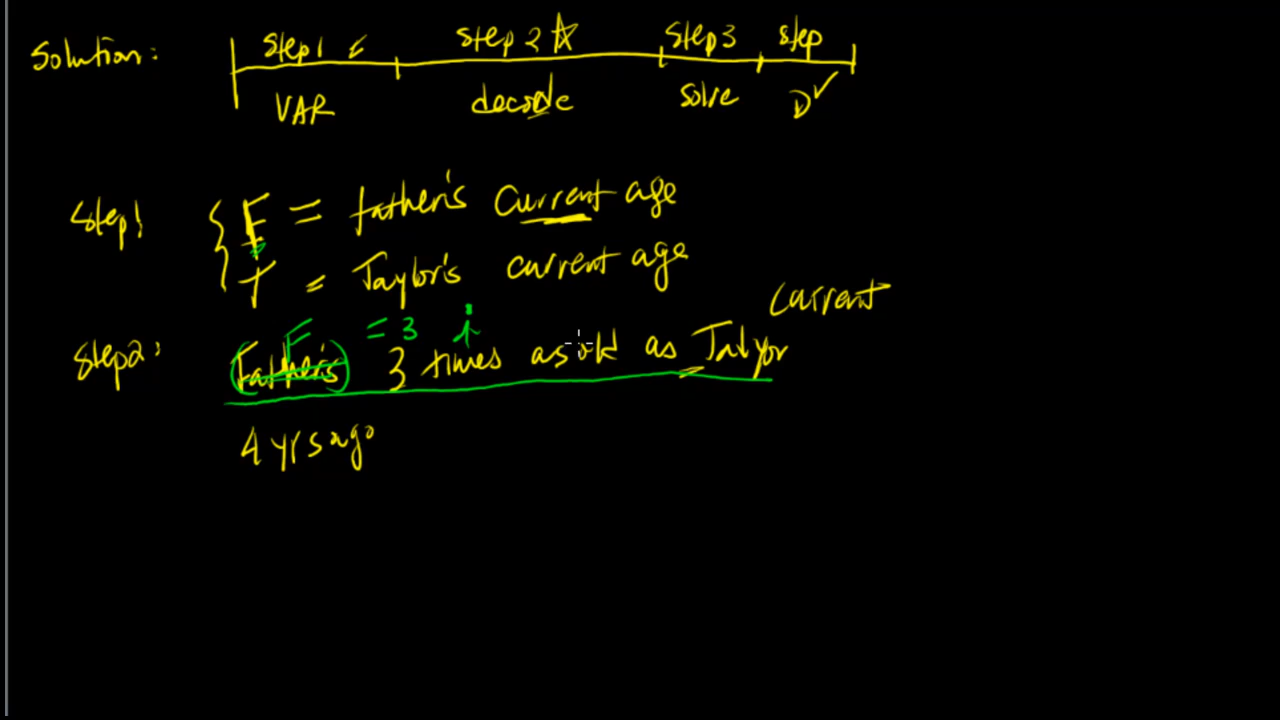 Solution: Step 1 Step 2 Step 3 Step
VAR decode solve D✓
Step 1 F = father's current age
T = Taylor's current age
current
F = 3
Step 2: Father's 3 times as old as Talyor
4 yrs ago